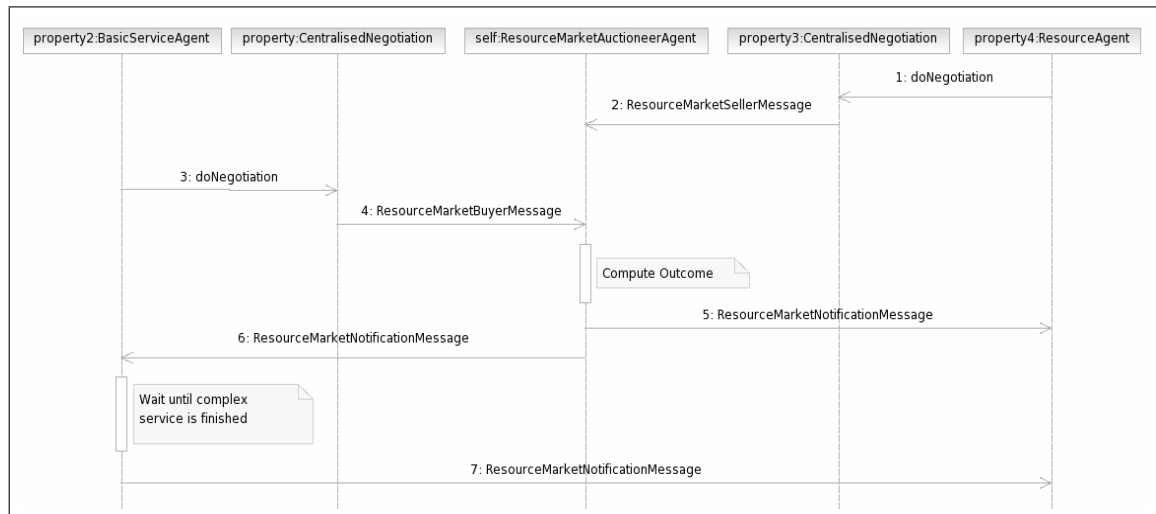 property2:BasicServiceAgent
property:CentralisedNegotiation
self:ResourceMarketAuctioneerAgent
property3:CentralisedNegotiation
property4:ResourceAgent
1: doNegotiation
2: ResourceMarketSellerMessage
3: doNegotiation
4: ResourceMarketBuyerMessage
Compute Outcome
5: ResourceMarketNotificationMessage
6: ResourceMarketNotificationMessage
Wait until complex
service is finished
7: ResourceMarketNotificationMessage